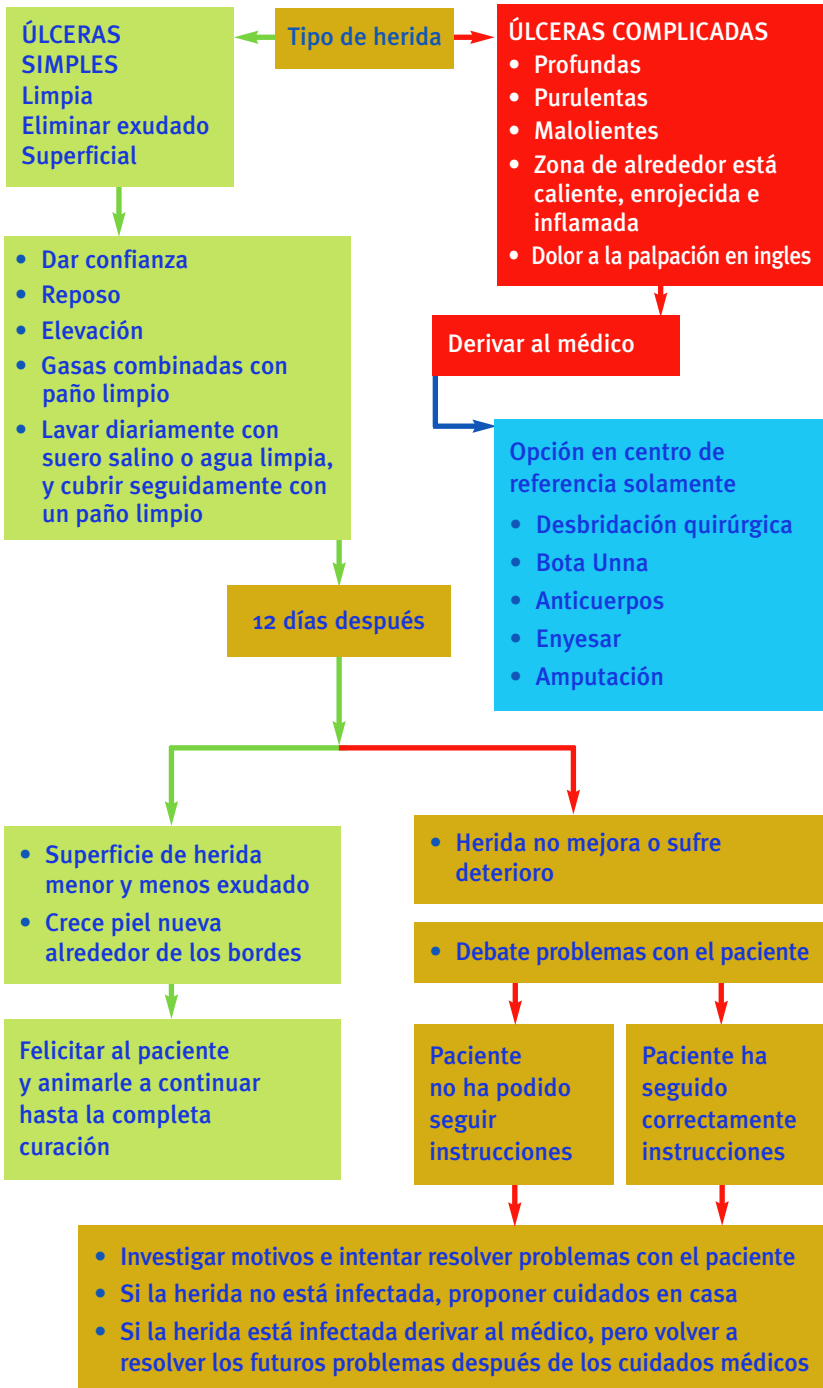 Tipo de herida
ÚLCERAS
SIMPLES
Limpia
Eliminar exudado
Superficial
ÚLCERAS COMPLICADAS
• Profundas
• Purulentas
• Malolientes
• Zona de alrededor está
caliente, enrojecida e
inflamada
• Dolor a la palpación en ingles
• Dar confianza
• Reposo
• Elevación
• Gasas combinadas con
paño limpio
• Lavar diariamente con
suero salino o agua limpia,
y cubrir seguidamente con
un paño limpio
Derivar al médico
Opción en centro de
referencia solamente
• Desbridación quirúrgica
• Bota Unna
• Anticuerpos
• Enyesar
• Amputación
12 días después
• Superficie de herida
menor y menos exudado
• Crece piel nueva
alrededor de los bordes
Felicitar al paciente
y animarle a continuar
hasta la completa
curación
• Herida no mejora o sufre
deterioro
• Debate problemas con el paciente
Paciente
no ha podido
seguir
instrucciones
Paciente ha
seguido
correctamente
instrucciones
• Investigar motivos e intentar resolver problemas con el paciente
• Si la herida no está infectada, proponer cuidados en casa
• Si la herida está infectada derivar al médico, pero volver a
resolver los futuros problemas después de los cuidados médicos